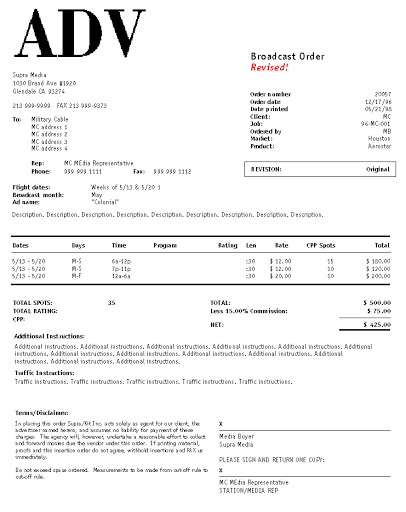 ADV
Broadcast Order
Revised!
Supra Media
1030 Brand Ave #1920
Glendale CA 93274
213 999-9999 FAX 213 999-9373
Order number 20057
Order date 12/17/96
Date printed 05/21/98
Client: MC
Job: 96-MC-001
Ordered by MB
Market: Houston
Product: Aerostar
To: Military Cable
MC address 1
MC address 2
MC address 3
MC address 4
Rep: MC MEdia Representative
Phone: 999 999 1111 Fax: 999 999 1112
REVISION: Original
Flight dates: Weeks of 5/13 & 5/20 1
Broadcast month: May
Ad name: "Colonial"
Description. Description. Description. Description. Description. Description. Description. Description. Description.
Dates Days Time Program Rating Len Rate CPP Spots Total
5/13 - 5/20 M-S 6a-12p :30 $ 12.00 15 $ 180.00
5/13 - 5/20 M-S 7p-11p :30 $ 12.00 10 $ 120.00
5/13 - 5/20 M-F 12a-6a :30 $ 20.00 10 $ 200.00
TOTAL SPOTS: 35 TOTAL: $ 500.00
TOTAL RATING: Less 15.00% Commission: $ 75.00
CPP:
NET: $ 425.00
Additional Instructions:
Additional instructions. Additional instructions. Additional instructions. Additional instructions. Additional instructions. Additional
instructions. Additional instructions. Additional instructions. Additional instructions. Additional instructions. Additional
instructions. Additional instructions. Additional instructions.
Traffic Instructions:
Traffic instructions. Traffic instructions. Traffic instructions. Traffic instructions. Traffic instructions.
Terms/Disclaimer:
In placing this order Supra/Kit Inc. acts solely as agent for our client, the
advertiser named herein, and assumes no liability for payment of these
charges. The agency will, however, undertake a reasonable effort to collect
and forward monies due the vendor under this order. If printing material,
proofs and this insertion order do not agree, withhold insertions and FAX us
immediately.
Do not exceed space ordered. Measurements to be made from cut-off rule to
cut-off rule.
X
Media Buyer
Supra Media
PLEASE SIGN AND RETURN ONE COPY:
X
MC MEdia Representative
STATION/MEDIA REP